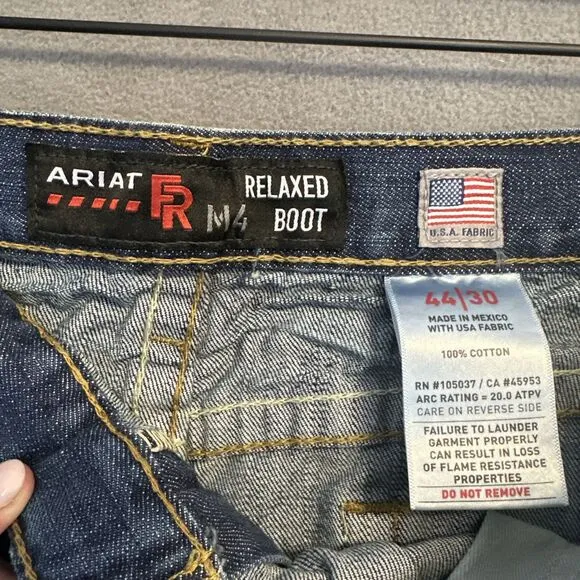 ARIAT FR M4 RELAXED
BOOT
U.S.A. FABRIC
44|30
MADE IN MEXICO
WITH USA FABRIC
100% COTTON
RN #105037 / CA #45953
ARC RATING = 20.0 ATPV
CARE ON REVERSE SIDE
FAILURE TO LAUNDER
GARMENT PROPERLY
CAN RESULT IN LOSS
OF FLAME RESISTANCE
PROPERTIES
DO NOT REMOVE